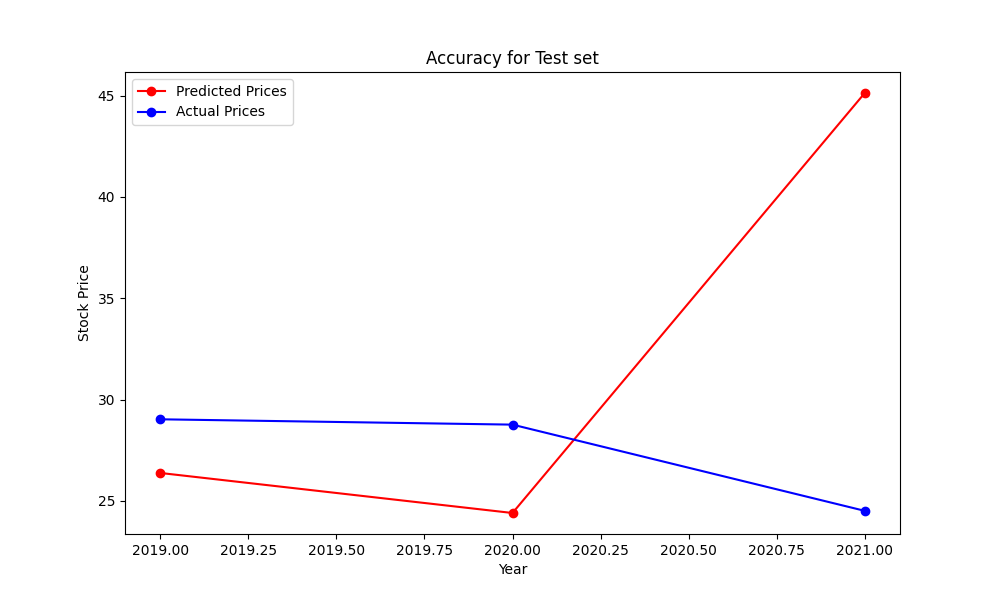 Accuracy for Test set
Predicted Prices
Actual Prices
45
40
35
30
25
Stock Price
2019.00 2019.25 2019.50 2019.75 2020.00 2020.25 2020.50 2020.75 2021.00
Year